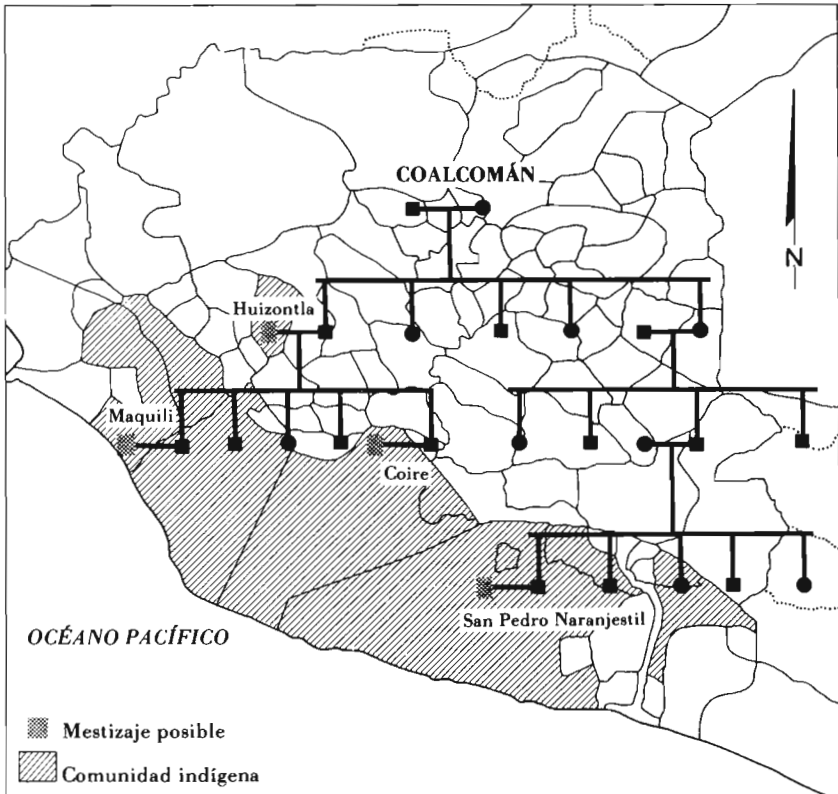 COALCOMÁN
N
Huizontla
Maquili
Coire
San Pedro Naranjestil
OCÉANO PACÍFICO
Mestizaje posible
Comunidad indígena